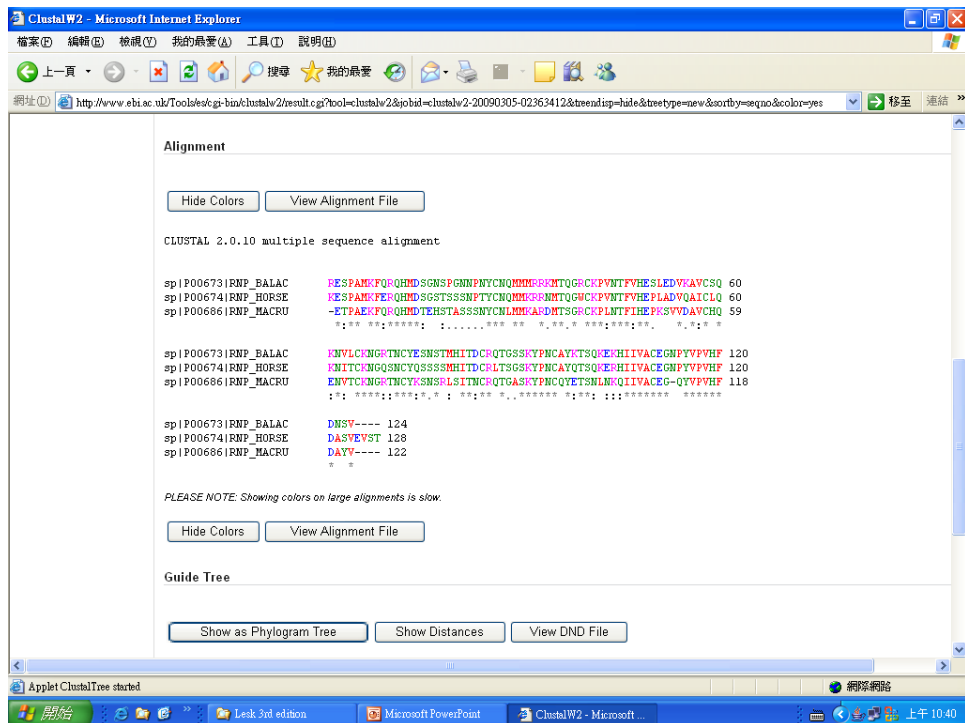 ClustalW2 - Microsoft Internet Explorer
檔案(F) 編輯(E) 檢視(V) 我的最愛(A) 工具(T) 說明(H)
上一頁 搜尋 我的最愛
網址(D) http://www.ebi.ac.uk/Tools/es/cgi-bin/clustalw2/result.cgi?tool=clustalw2&jobid=clustalw2-20090305-02363412&treendisp=hide&treetype=new&sortby=seqno&color=yes 移至 連結 »
Alignment
Hide Colors View Alignment File
CLUSTAL 2.0.10 multiple sequence alignment
sp|P00673|RNP_BALAC RESPAMKFQRQHMDSGNSPGNNPNYCNQMMMRRKMTQGRCKPVNTFVHESLEDVKAVCSQ 60
sp|P00674|RNP_HORSE KESPAMKFERQHMDSGSTSSSNPTYCNQMMKRRNMTQGWCKPVNTFVHEPLADVQAICLQ 60
sp|P00686|RNP_MACRU -ETPAEKFQRQHMDTEHSTASSSNYCNLMMKARDMTSGRCKPLNTFIHEPKSVVDAVCHQ 59
*:** **:*****: :......*** ** *.**.* ***:***:**. *.*:* *
sp|P00673|RNP_BALAC KNVLCKNGRTNCYESNSTMHITDCRQTGSSKYPNCAYKTSQKEKHIIVACEGNPYVPVHF 120
sp|P00674|RNP_HORSE KNITCKNGQSNCYQSSSSMHITDCRLTSGSKYPNCAYQTSQKERHIIVACEGNPYVPVHF 120
sp|P00686|RNP_MACRU ENVTCKNGRTNCYKSNSRLSITNCRQTGASKYPNCQYETSNLNKQIIVACEG-QYVPVHF 118
:*: ****::***:*.* : **:** *..****** *:**: :::******* ******
sp|P00673|RNP_BALAC DNSV---- 124
sp|P00674|RNP_HORSE DASVEVST 128
sp|P00686|RNP_MACRU DAYV---- 122
* *
PLEASE NOTE: Showing colors on large alignments is slow.
Hide Colors View Alignment File
Guide Tree
Show as Phylogram Tree Show Distances View DND File
Applet ClustalTree started 網際網路
開始 » Lesk 3rd edition Microsoft PowerPoint ClustalW2 - Microsoft ... 上午 10:40